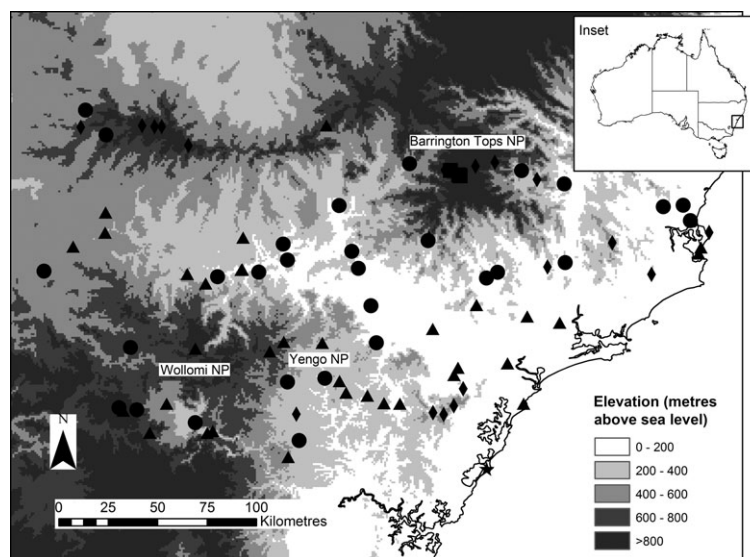 Inset
Barrington Tops NP
Yengo NP
Wollomi NP
N
0 25 50 75 100
Kilometres
Elevation (metres
above sea level)
0 - 200
200 - 400
400 - 600
600 - 800
>800